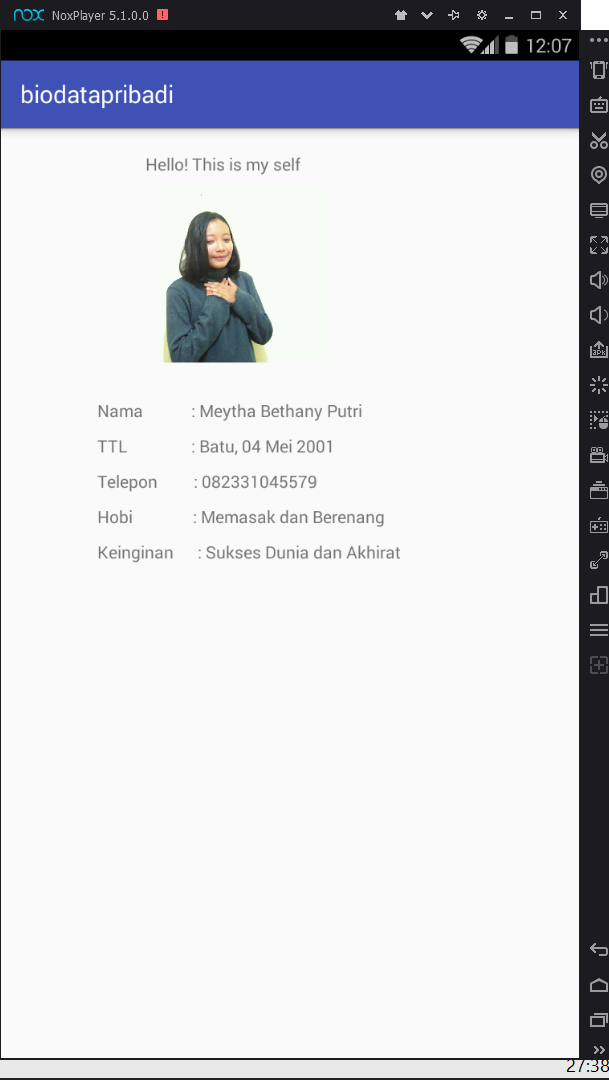 nox NoxPlayer 5.1.0.0
12:07
biodatapribadi
Hello! This is my self
Nama : Meytha Bethany Putri
TTL : Batu, 04 Mei 2001
Telepon : 082331045579
Hobi : Memasak dan Berenang
Keinginan : Sukses Dunia dan Akhirat
27:38